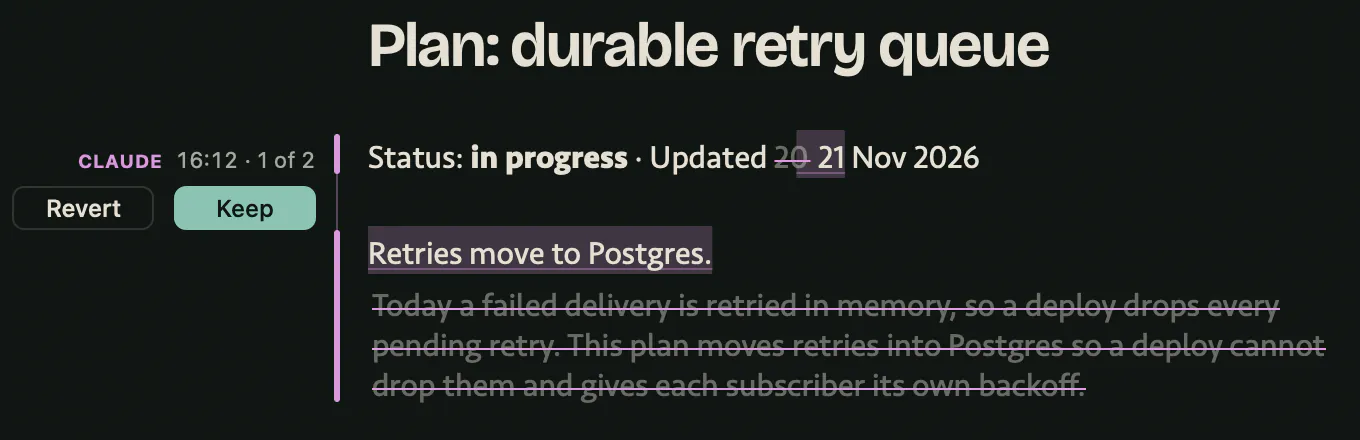 Plan: durable retry queue
CLAUDE 16:12 · 1 of 2
Revert Keep
Status: in progress · Updated 20 21 Nov 2026
Retries move to Postgres.
Today a failed delivery is retried in memory, so a deploy drops every
pending retry. This plan moves retries into Postgres so a deploy cannot
drop them and gives each subscriber its own backoff.